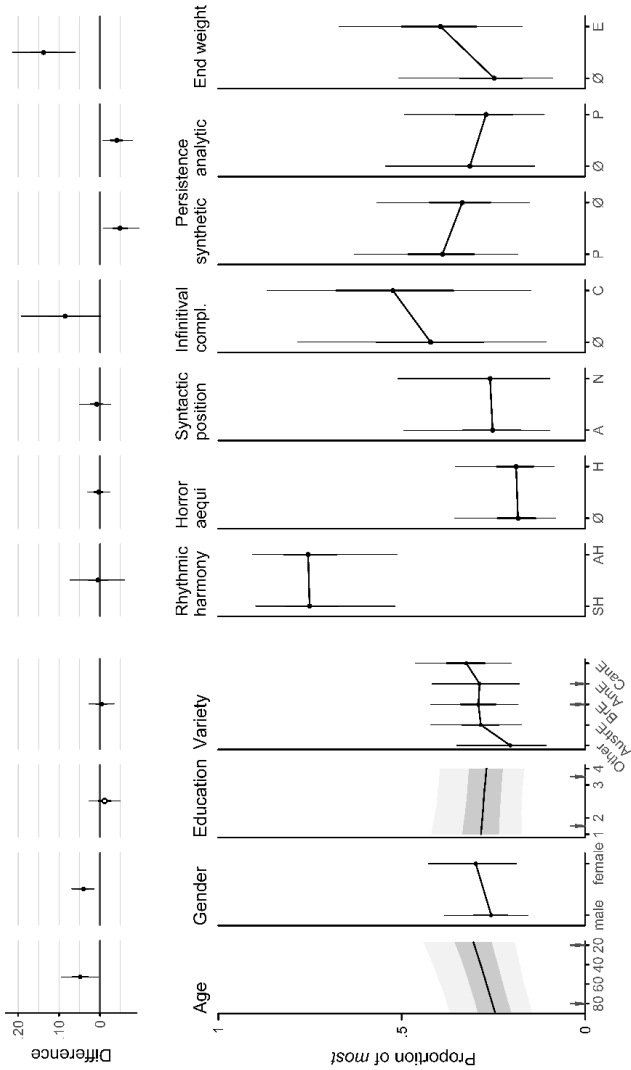 .20
.10
0
Difference
Age
Gender
Education
Variety
Rhythmic
harmony
Horror
aequi
Syntactic
position
Infinitival
compl.
Persistence
synthetic analytic
End weight
1
.5
0
Proportion of most
80 60 40 20
male female
1 2 3 4
Other AustrE BrE AmE CanE
SH AH
Ø H
A N
Ø C
P Ø
Ø P
Ø E